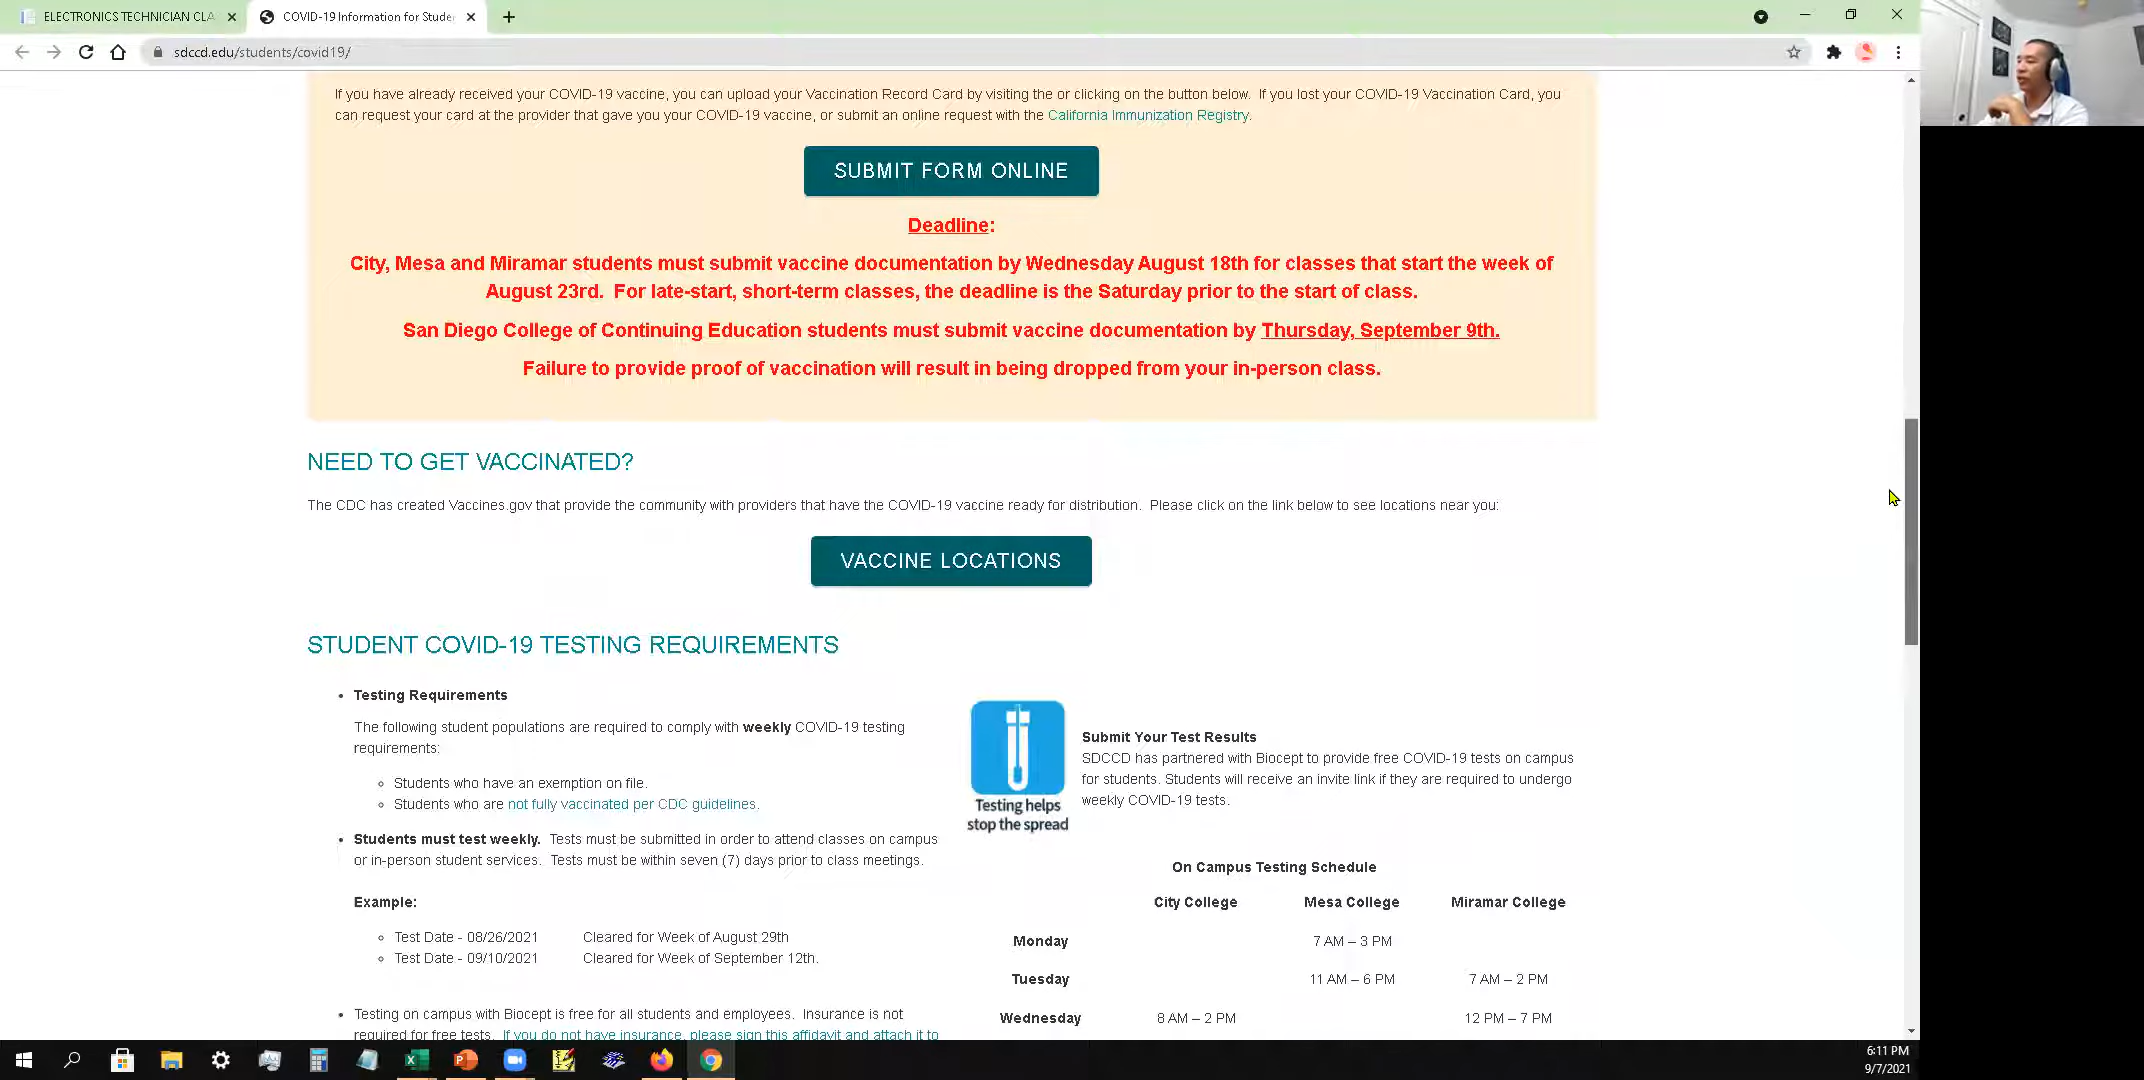 ELECTRONICS TECHNICIAN CLA
COVID-19 Information for Studen
sdccd.edu/students/covid19/
If you have already received your COVID-19 vaccine, you can upload your Vaccination Record Card by visiting the or clicking on the button below. If you lost your COVID-19 Vaccination Card, you
can request your card at the provider that gave you your COVID-19 vaccine, or submit an online request with the California Immunization Registry.
SUBMIT FORM ONLINE
Deadline:
City, Mesa and Miramar students must submit vaccine documentation by Wednesday August 18th for classes that start the week of
August 23rd. For late-start, short-term classes, the deadline is the Saturday prior to the start of class.
San Diego College of Continuing Education students must submit vaccine documentation by Thursday, September 9th.
Failure to provide proof of vaccination will result in being dropped from your in-person class.
NEED TO GET VACCINATED?
The CDC has created Vaccines.gov that provide the community with providers that have the COVID-19 vaccine ready for distribution. Please click on the link below to see locations near you:
VACCINE LOCATIONS
STUDENT COVID-19 TESTING REQUIREMENTS
• Testing Requirements
The following student populations are required to comply with weekly COVID-19 testing
requirements:
Students who have an exemption on file.
Students who are not fully vaccinated per CDC guidelines.
• Students must test weekly. Tests must be submitted in order to attend classes on campus
or in-person student services. Tests must be within seven (7) days prior to class meetings.
Example:
Test Date - 08/26/2021 Cleared for Week of August 29th
Test Date - 09/10/2021 Cleared for Week of September 12th.
• Testing on campus with Biocept is free for all students and employees. Insurance is not
required for free tests. If you do not have insurance, please sign this affidavit and attach it to
Testing helps
stop the spread
Submit Your Test Results
SDCCD has partnered with Biocept to provide free COVID-19 tests on campus
for students. Students will receive an invite link if they are required to undergo
weekly COVID-19 tests.
On Campus Testing Schedule
City College Mesa College Miramar College
Monday 7 AM – 3 PM
Tuesday 11 AM – 6 PM 7 AM – 2 PM
Wednesday 8 AM – 2 PM 12 PM – 7 PM
6:11 PM
9/7/2021